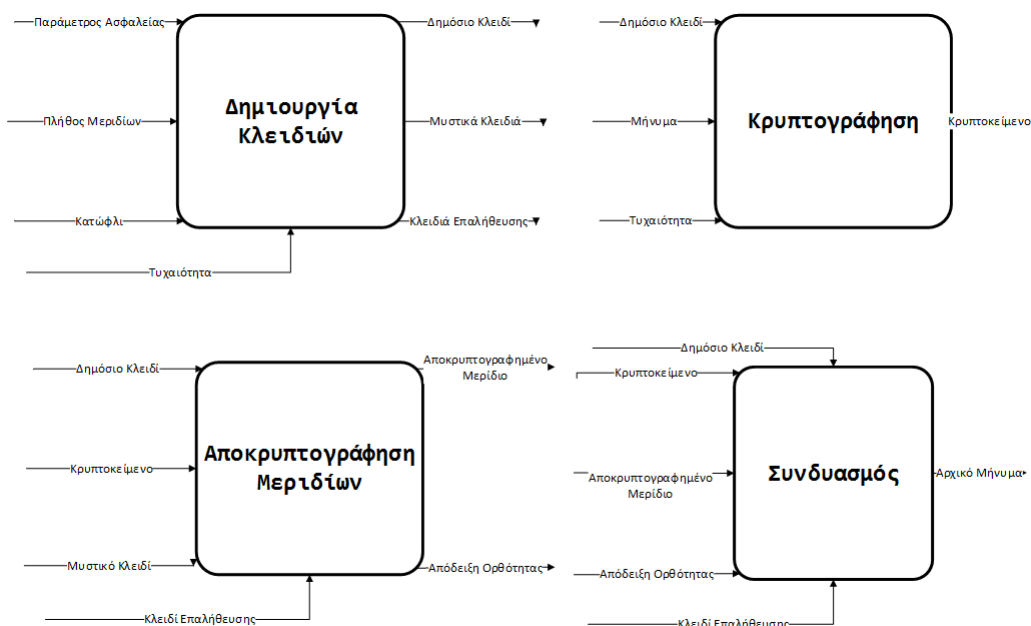 Παράμετρος Ασφαλείας
Πλήθος Μεριδίων
Κατώφλι
Τυχαιότητα
Δημιουργία
Κλειδιών
Δημόσιο Κλειδί
Μυστικά Κλειδιά
Κλειδιά Επαλήθευσης
Δημόσιο Κλειδί
Μήνυμα
Τυχαιότητα
Κρυπτογράφηση
Κρυπτοκείμενο
Δημόσιο Κλειδί
Κρυπτοκείμενο
Μυστικό Κλειδί
Κλειδί Επαλήθευσης
Αποκρυπτογράφηση
Μεριδίων
Αποκρυπτογραφημένο
Μερίδιο
Απόδειξη Ορθότητας
Δημόσιο Κλειδί
Κρυπτοκείμενο
Αποκρυπτογραφημένο
Μερίδιο
Απόδειξη Ορθότητας
Κλειδί Επαλήθευσης
Συνδυασμός
Αρχικό Μήνυμα